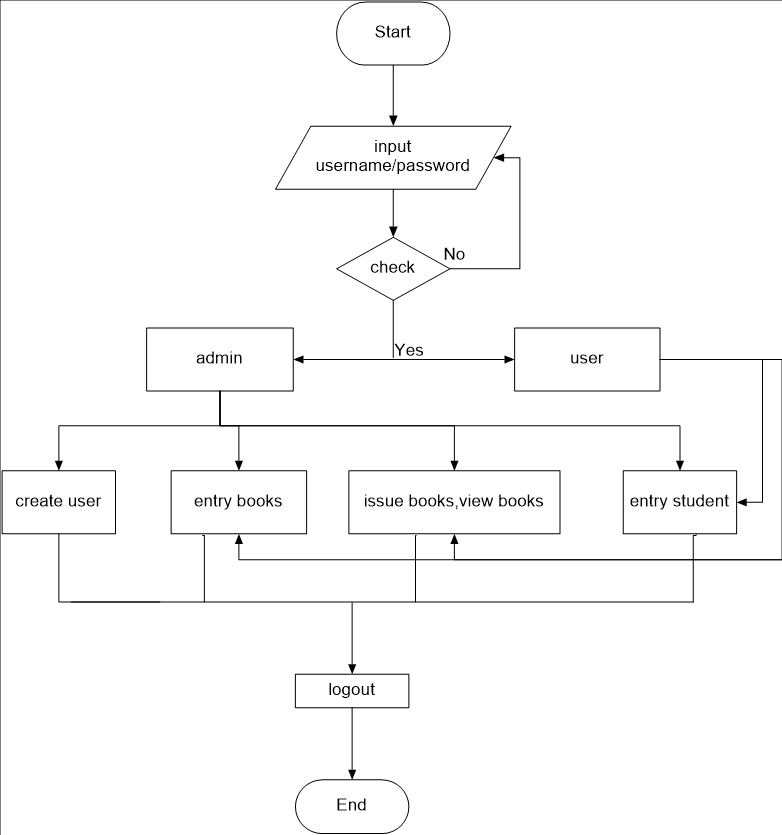 Start
input
username/password
check
No
Yes
admin
user
create user
entry books
issue books,view books
entry student
logout
End